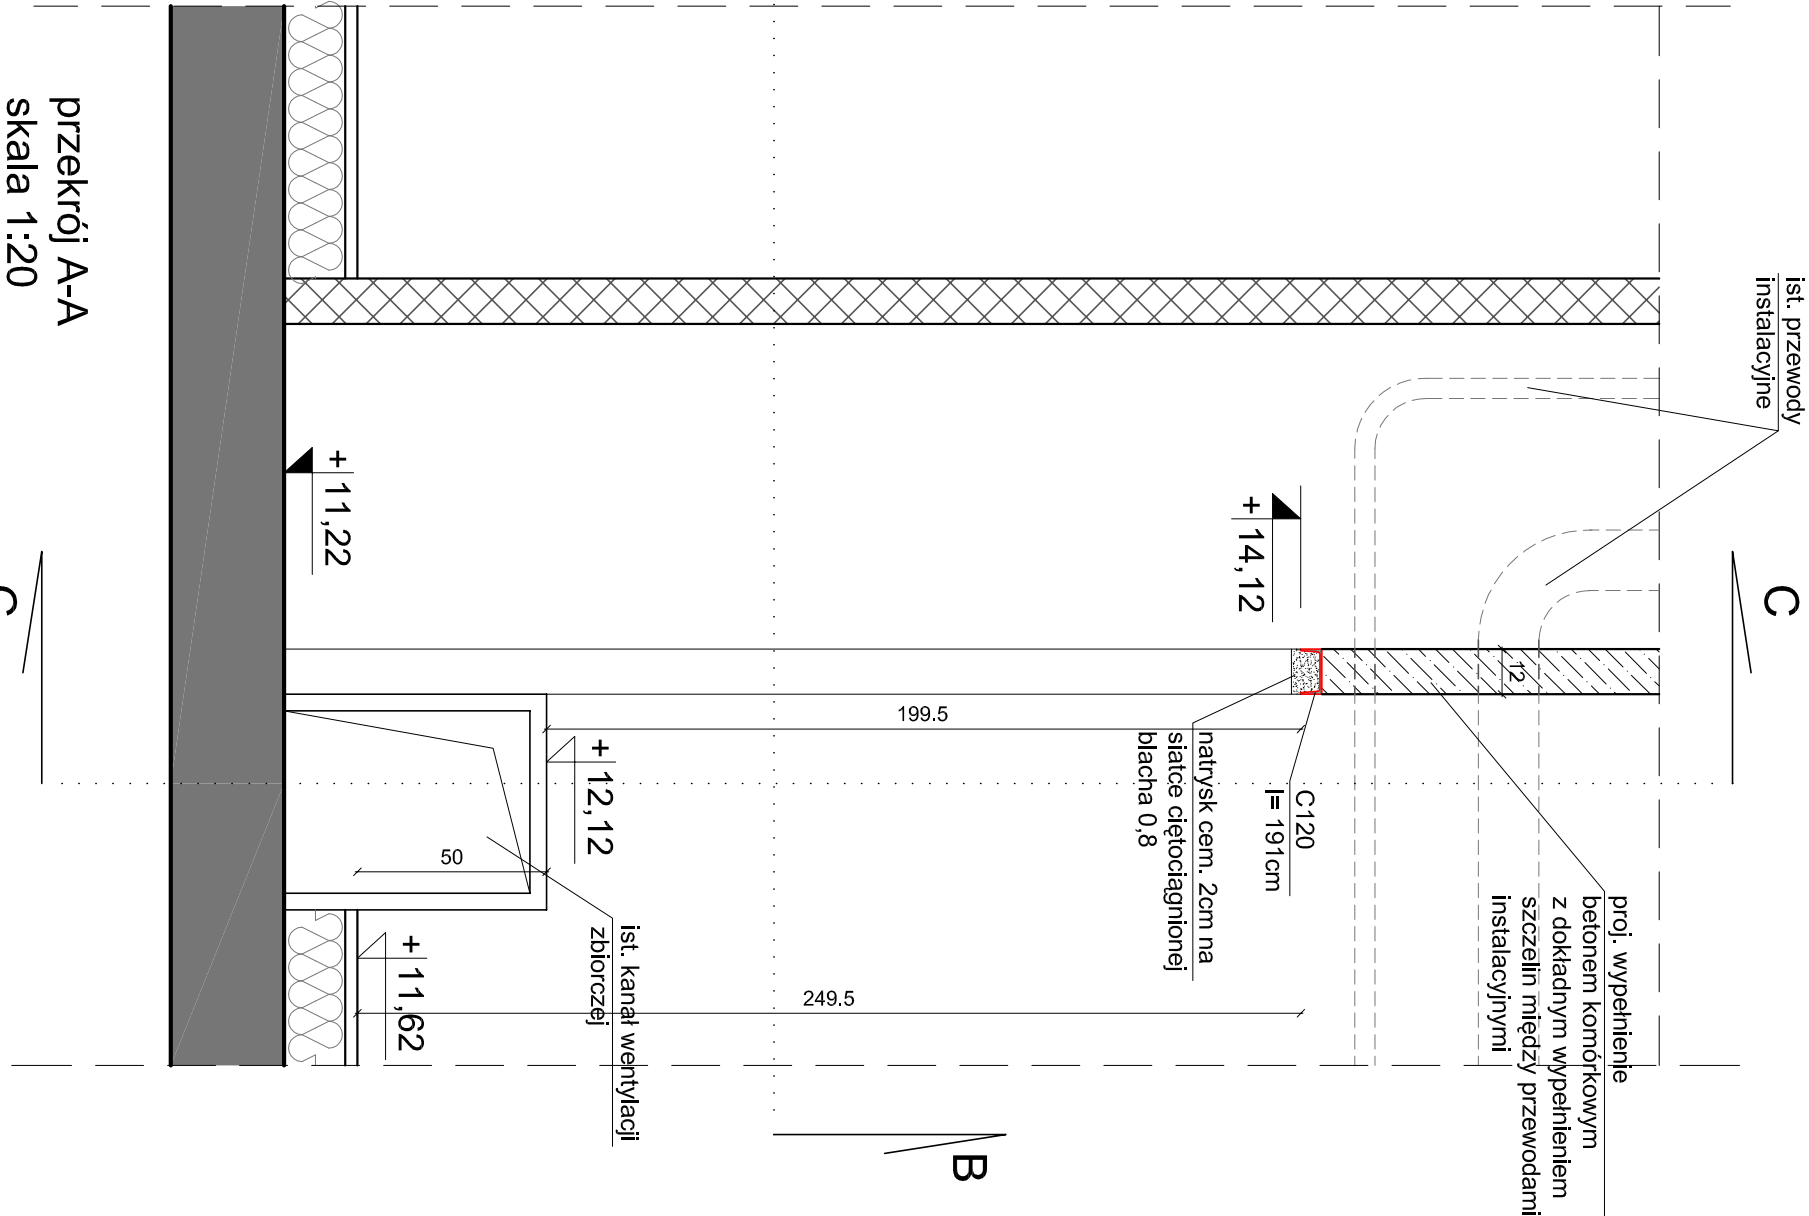 ist. przewody
instalacyjne
C
proj. wypełnienie
betonem komórkowym
z dokładnym wypełnieniem
szczelin między przewodami
instalacyjnymi
12
+ 14,12
C120
l= 191cm
natrysk cem. 2cm na
siatce ciętociągnionej
blacha 0,8
199.5
249.5
B
+ 12,12
ist. kanał wentylacji
zbiorczej
50
+ 11,62
+ 11,22
przekrój A-A
skala 1:20
C